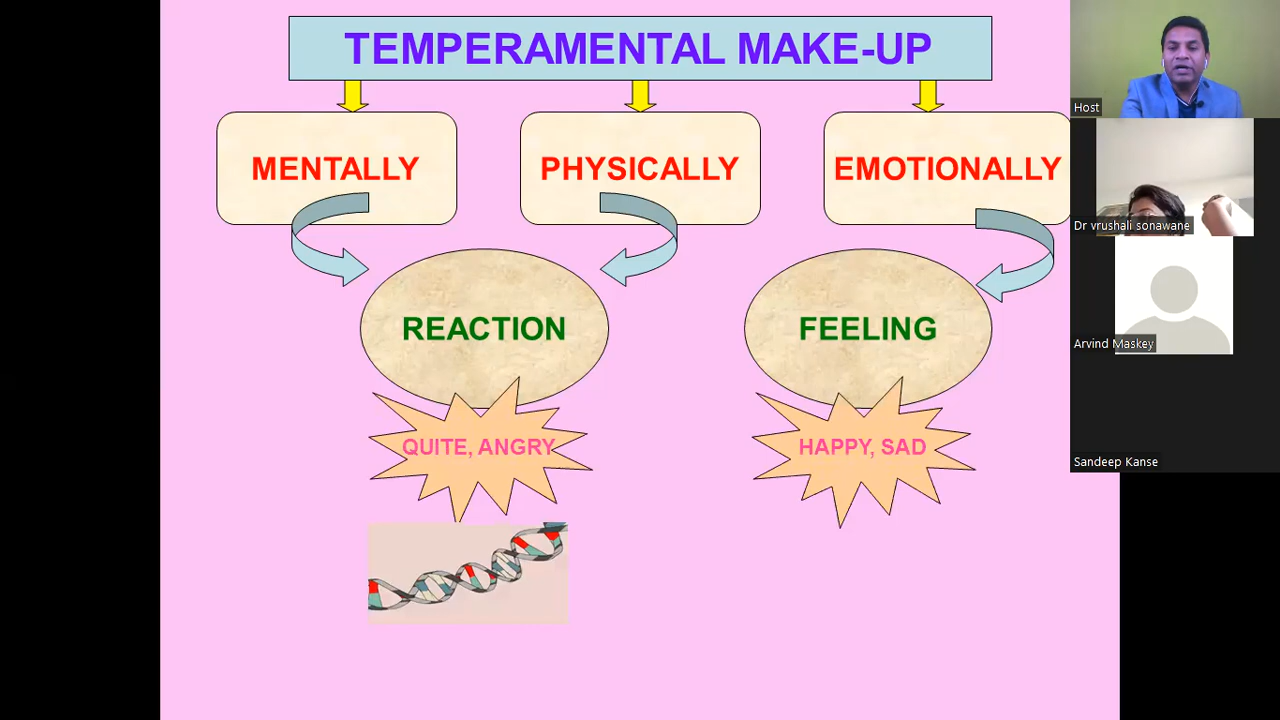 TEMPERAMENTAL MAKE-UP
MENTALLY
PHYSICALLY
EMOTIONALLY
REACTION
FEELING
QUITE, ANGRY
HAPPY, SAD
Host
Dr vrushali sonawane
Arvind Maskey
Sandeep Kanse